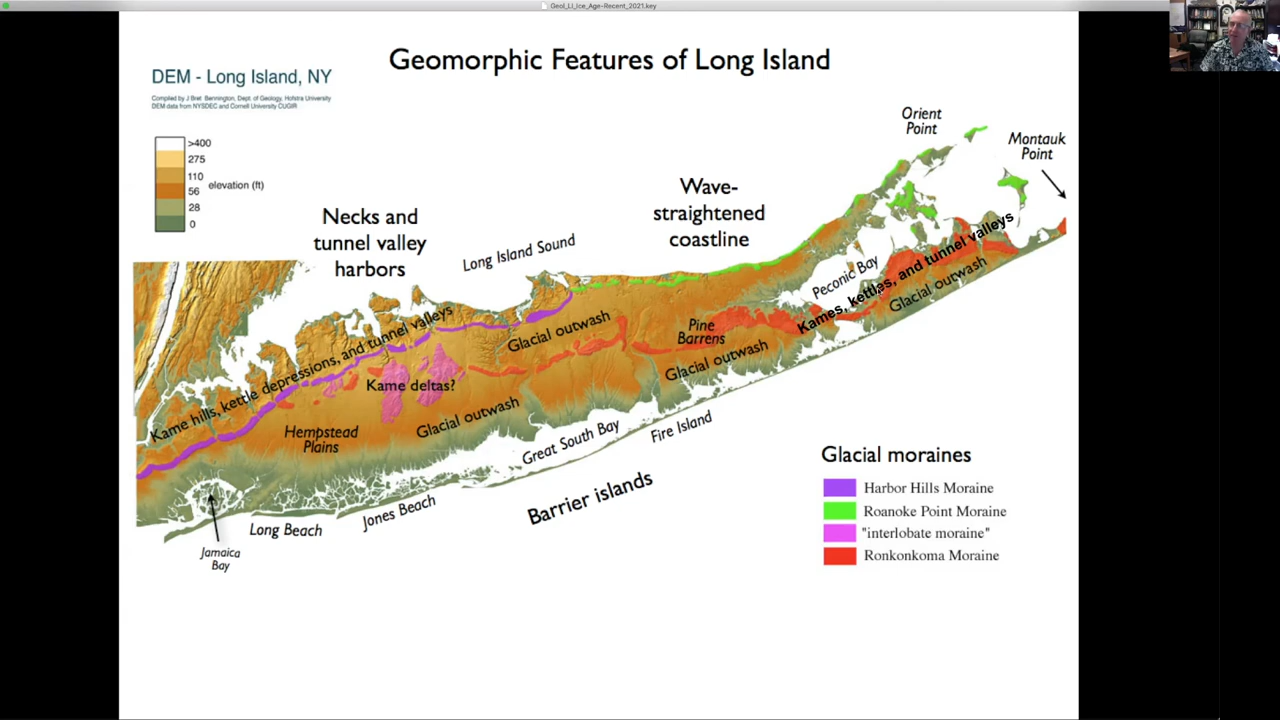 Geol_LI_Ice_Age-Recent_2021.key
Geomorphic Features of Long Island
DEM - Long Island, NY
Compiled by J Bret Bennington, Dept. of Geology, Hofstra University
DEM data from NYSDEC and Cornell University CUGIR
>400
275
110
56
28
0
elevation (ft)
Orient
Point
Montauk
Point
Necks and
tunnel valley
harbors
Long Island Sound
Wave-
straightened
coastline
Peconic Bay
Kames, kettles, and tunnel valleys
Glacial outwash
Kame hills, kettle depressions, and tunnel valleys
Glacial outwash
Pine
Barrens
Glacial outwash
Kame deltas?
Glacial outwash
Hempstead
Plains
Great South Bay
Fire Island
Barrier islands
Jones Beach
Long Beach
Jamaica
Bay
Glacial moraines
Harbor Hills Moraine
Roanoke Point Moraine
"interlobate moraine"
Ronkonkoma Moraine